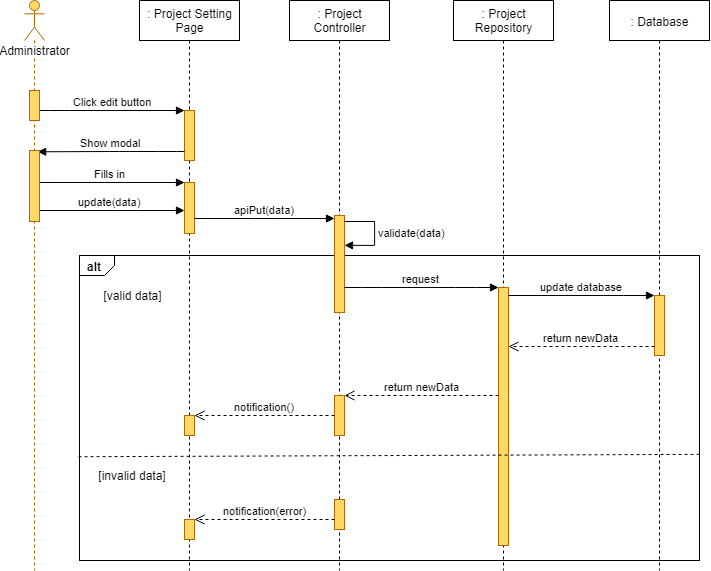 : Project Setting
Page
: Project
Controller
: Project
Repository
: Database
Administrator
Click edit button
Show modal
Fills in
update(data)
apiPut(data)
validate(data)
alt
request
[valid data]
update database
return newData
return newData
notification()
[invalid data]
notification(error)